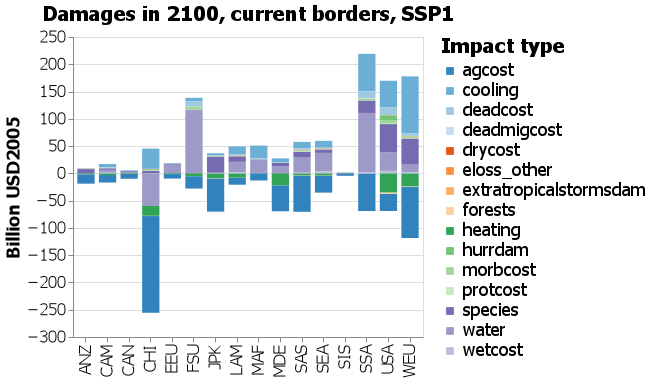 Damages in 2100, current borders, SSP1
Billion USD2005
250
200
150
100
50
0
−50
−100
−150
−200
−250
−300
ANZ
CAM
CAN
CHI
EEU
FSU
JPK
LAM
MAF
MDE
SAS
SEA
SIS
SSA
USA
WEU
Impact type
agcost
cooling
deadcost
deadmigcost
drycost
eloss_other
extratropicalstormsdam
forests
heating
hurrdam
morbcost
protcost
species
water
wetcost